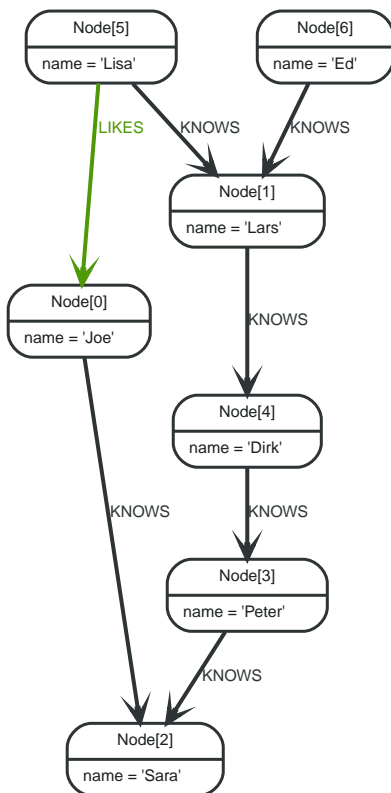 Node[5]
name = 'Lisa'
Node[6]
name = 'Ed'
LIKES
KNOWS
KNOWS
Node[1]
name = 'Lars'
Node[0]
name = 'Joe'
KNOWS
Node[4]
name = 'Dirk'
KNOWS
KNOWS
Node[3]
name = 'Peter'
KNOWS
Node[2]
name = 'Sara'